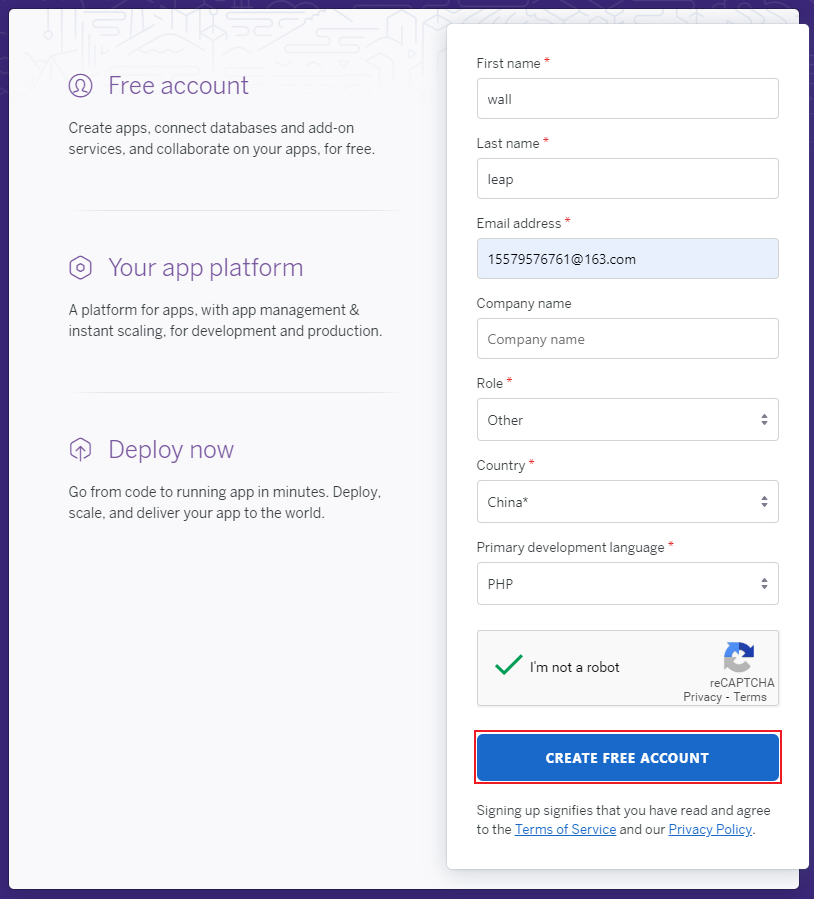 Free account
Create apps, connect databases and add-on
services, and collaborate on your apps, for free.
Your app platform
A platform for apps, with app management &
instant scaling, for development and production.
Deploy now
Go from code to running app in minutes. Deploy,
scale, and deliver your app to the world.
First name *
wall
Last name *
leap
Email address *
15579576761@163.com
Company name
Company name
Role *
Other
Country *
China*
Primary development language *
PHP
I'm not a robot
reCAPTCHA
Privacy - Terms
CREATE FREE ACCOUNT
Signing up signifies that you have read and agree
to the Terms of Service and our Privacy Policy.